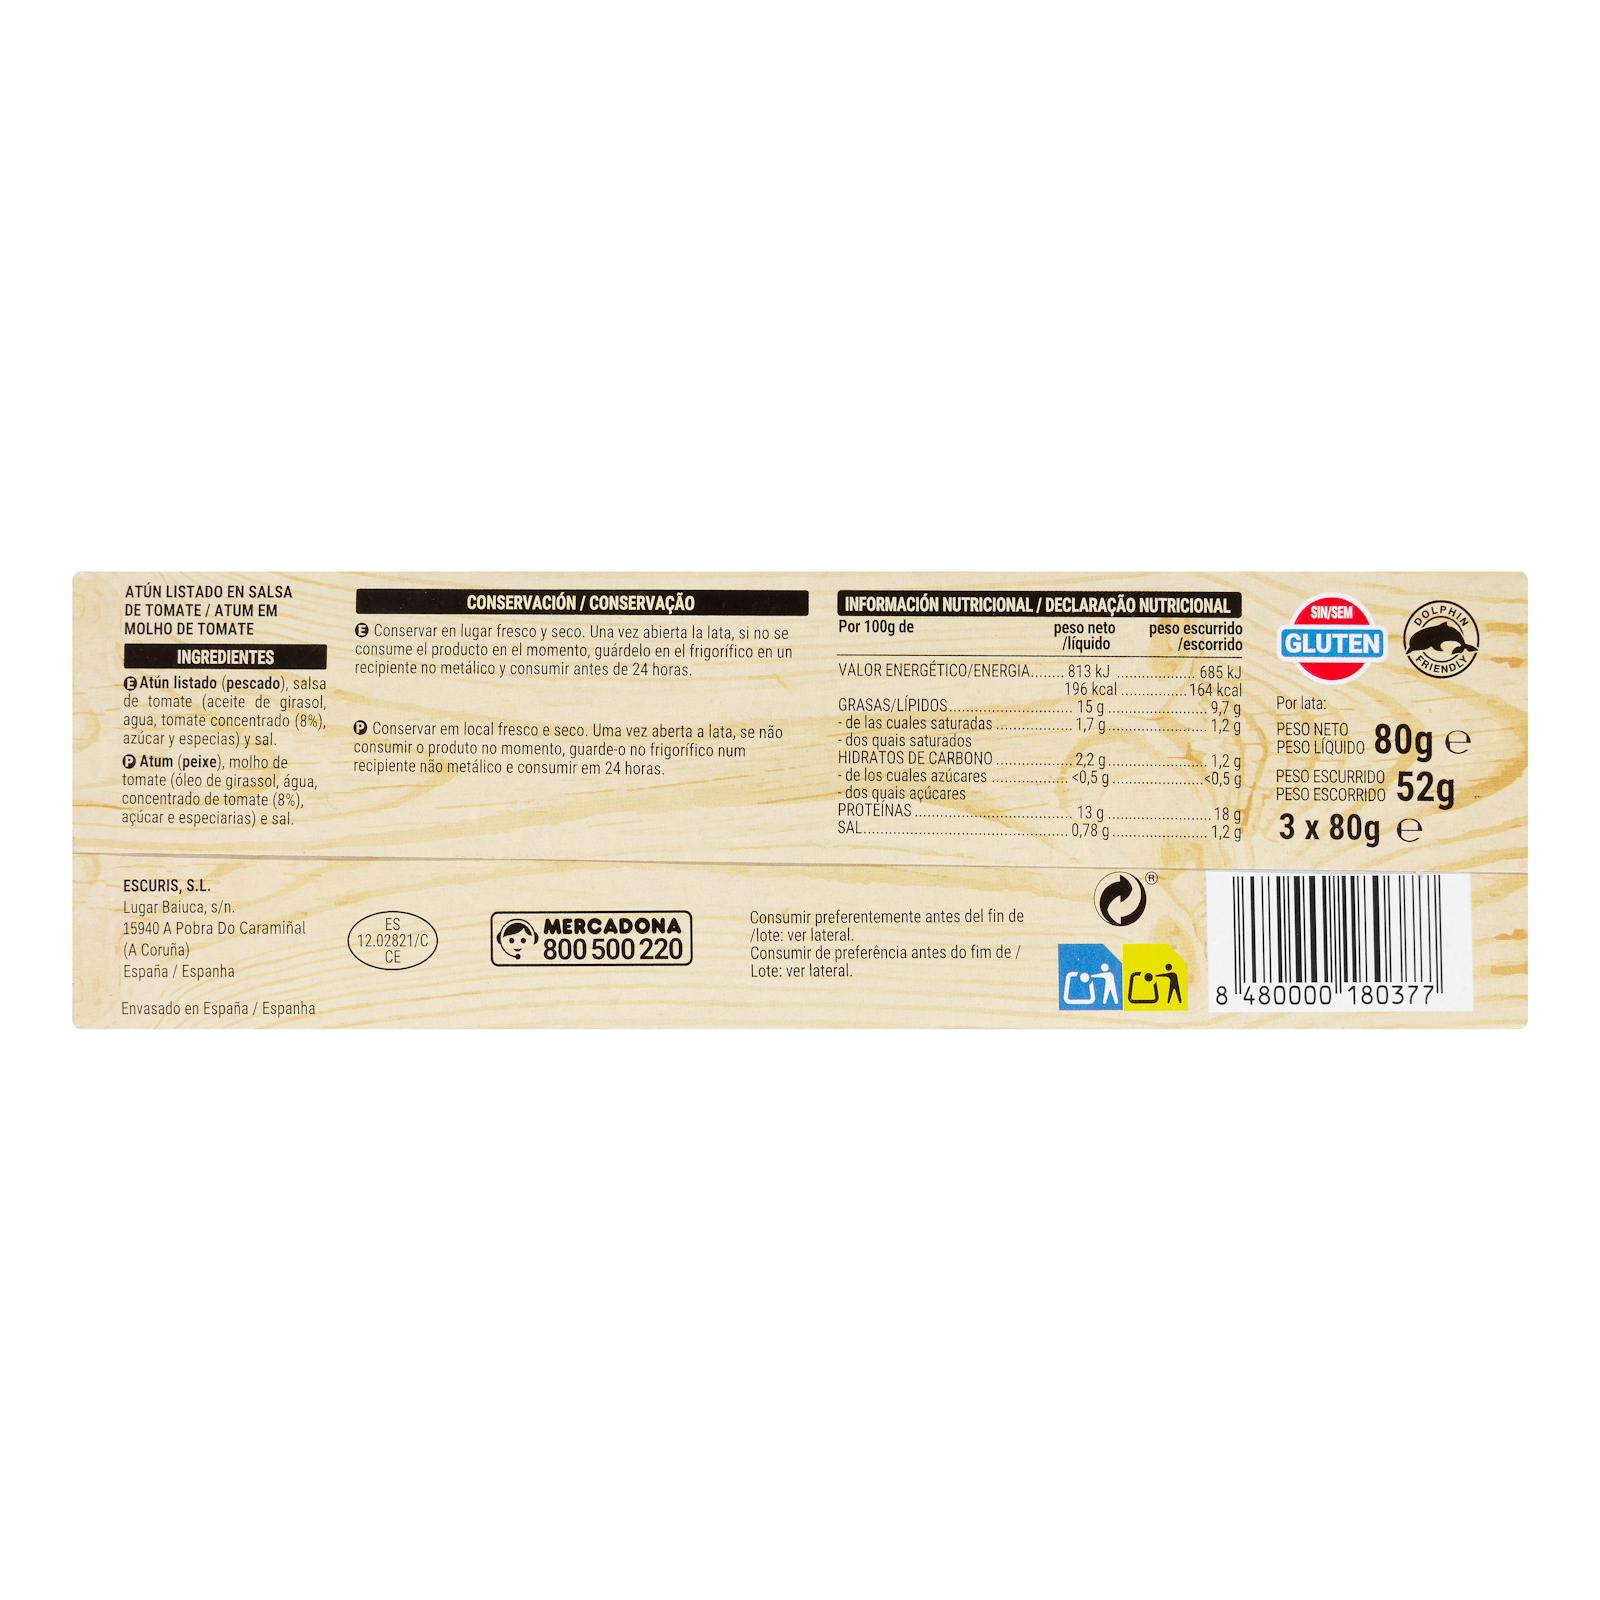 ATÚN LISTADO EN SALSA
DE TOMATE / ATUM EM
MOLHO DE TOMATE
INGREDIENTES
E Atún listado (pescado), salsa
de tomate (aceite de girasol,
agua, tomate concentrado (8%),
azúcar y especias) y sal.
P Atum (peixe), molho de
tomate (óleo de girassol, água,
concentrado de tomate (8%),
açúcar e especiarias) e sal.
CONSERVACIÓN / CONSERVAÇÃO
E Conservar en lugar fresco y seco. Una vez abierta la lata, si no se
consume el producto en el momento, guárdelo en el frigorífico en un
recipiente no metálico y consumir antes de 24 horas.
P Conservar em local fresco e seco. Uma vez aberta a lata, se não
consumir o produto no momento, guarde-o no frigorífico num
recipiente não metálico e consumir em 24 horas.
INFORMACIÓN NUTRICIONAL / DECLARAÇÃO NUTRICIONAL
Por 100g de peso neto peso escurrido
/líquido /escorrido
VALOR ENERGÉTICO/ENERGIA....... 813 kJ ................ 685 kJ
196 kcal ............. 164 kcal
GRASAS/LÍPIDOS......................... 15 g ..................... 9,7 g
- de las cuales saturadas ............... 1,7 g..................... 1,2 g
- dos quais saturados
HIDRATOS DE CARBONO ................ 2,2 g .................... 1,2 g
- de los cuales azúcares ................ <0,5 g .................. <0,5 g
- dos quais açúcares
PROTEÍNAS ................................ 13 g ...................... 18 g
SAL........................................... 0,78 g.................... 1,2 g
SIN/SEM
GLUTEN
DOLPHIN
FRIENDLY
Por lata:
PESO NETO
PESO LÍQUIDO 80g ℮
PESO ESCURRIDO
PESO ESCORRIDO 52g
3 x 80g ℮
ESCURIS, S.L.
Lugar Baiuca, s/n.
15940 A Pobra Do Caramiñal
(A Coruña)
España / Espanha
Envasado en España / Espanha
ES
12.02821/C
CE
MERCADONA
800 500 220
Consumir preferentemente antes del fin de
/lote: ver lateral.
Consumir de preferência antes do fim de /
Lote: ver lateral.
®
8 480000 180377